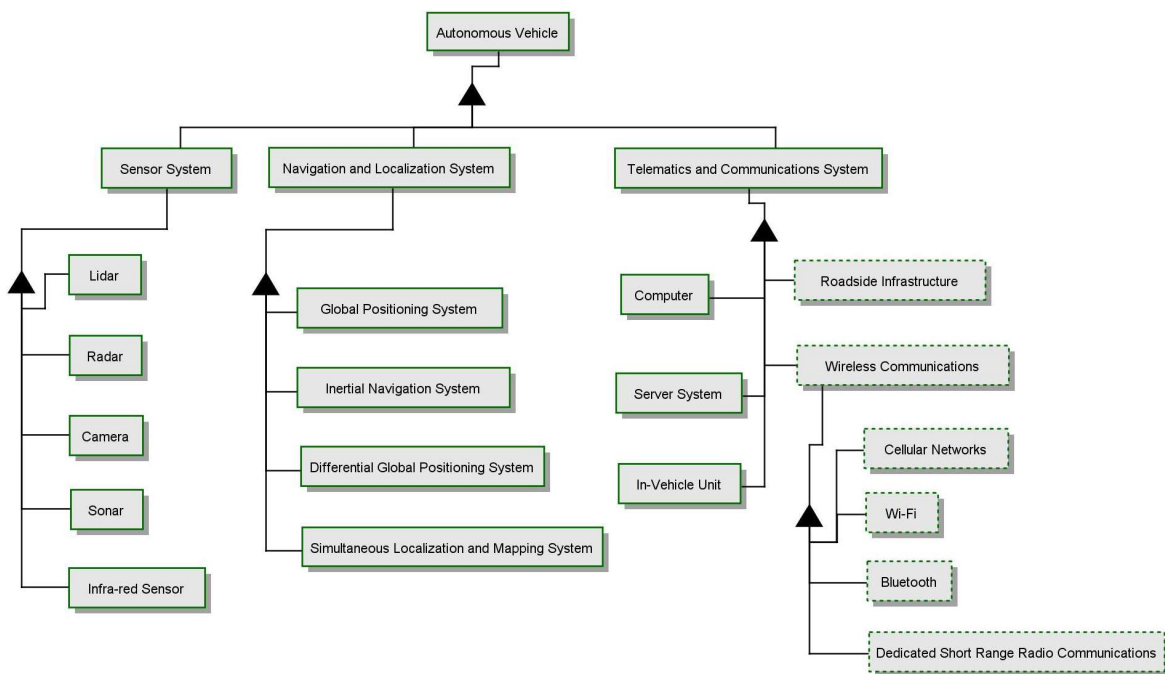 Autonomous Vehicle
Sensor System
Navigation and Localization System
Telematics and Communications System
Lidar
Radar
Camera
Sonar
Infra-red Sensor
Global Positioning System
Inertial Navigation System
Differential Global Positioning System
Simultaneous Localization and Mapping System
Computer
Server System
In-Vehicle Unit
Roadside Infrastructure
Wireless Communications
Cellular Networks
Wi-Fi
Bluetooth
Dedicated Short Range Radio Communications